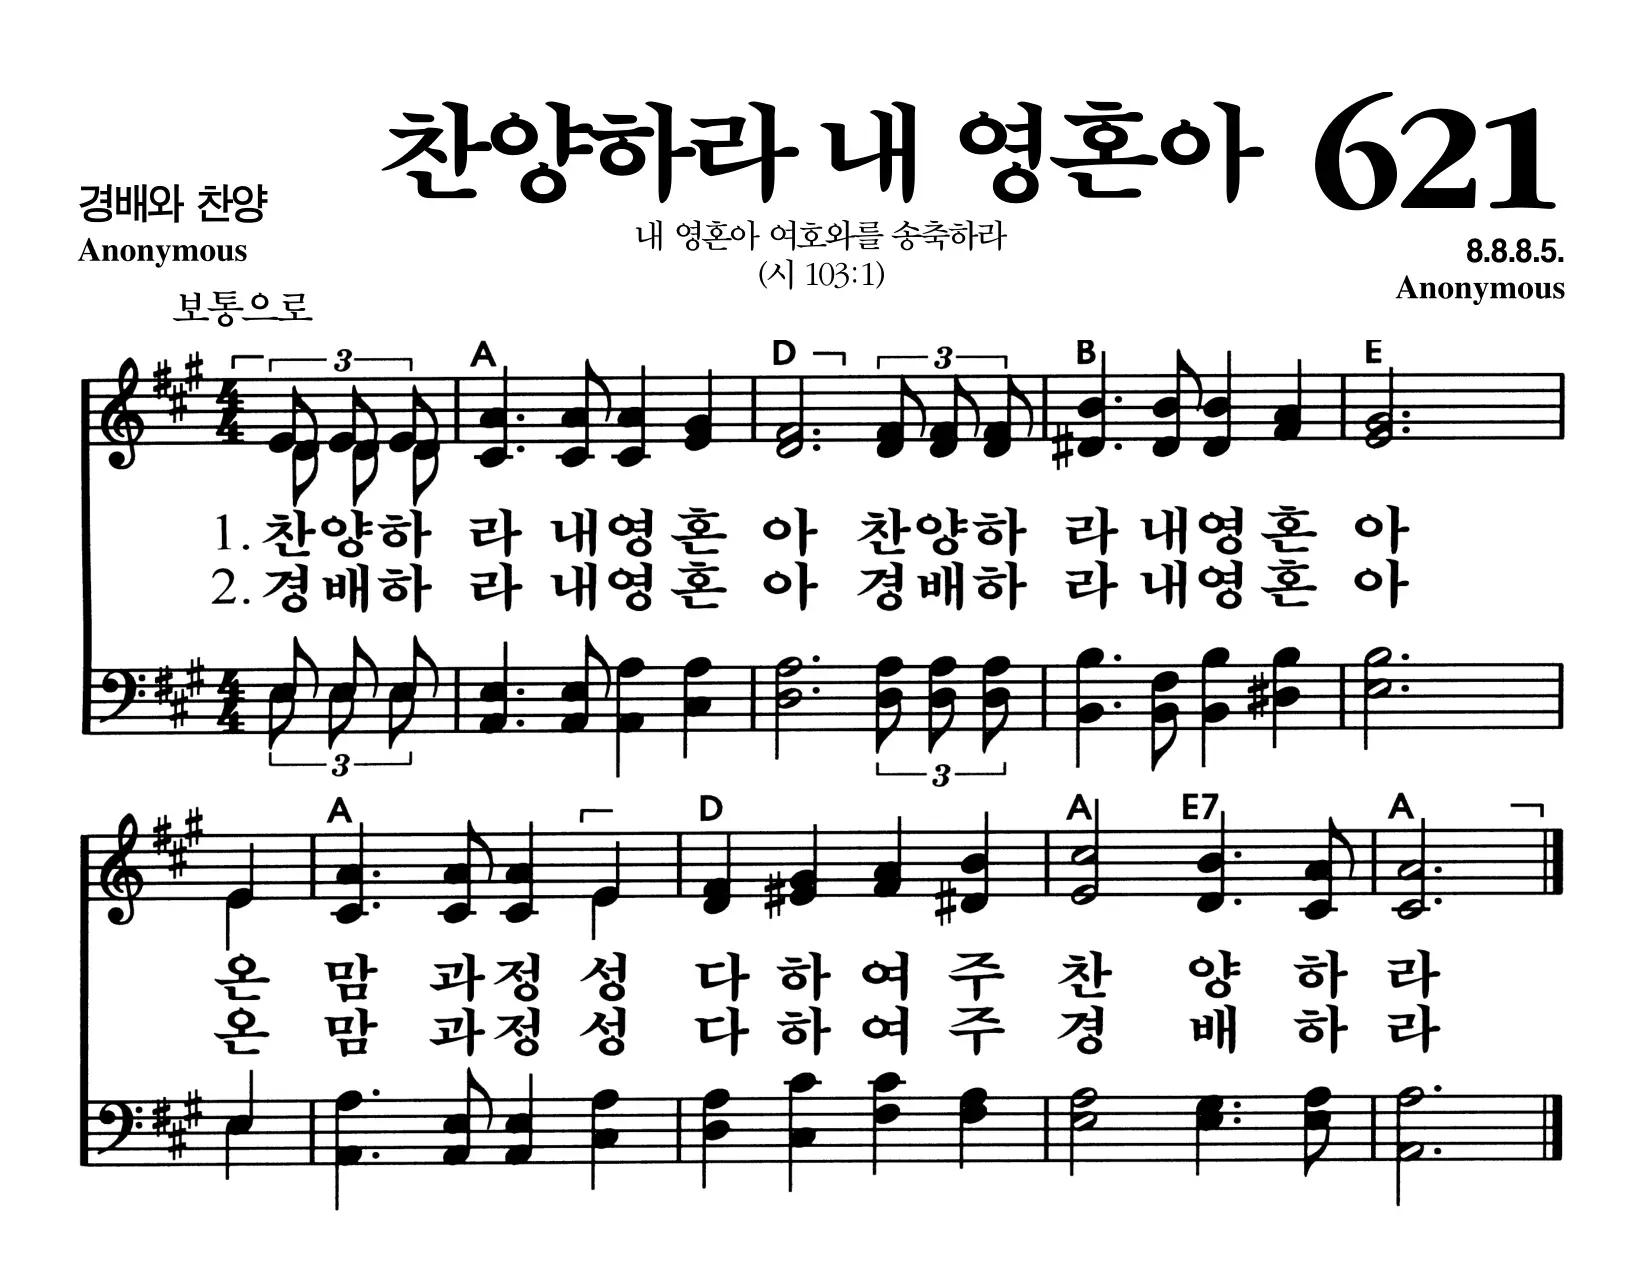 찬양하라 내 영혼아 621
경배와 찬양
Anonymous
내 영혼아 여호와를 송축하라
(시 103:1)
8.8.8.5.
Anonymous
보통으로
3 A D 3 B E
1. 찬양하 라 내영 혼 아 찬양하 라 내영 혼 아
2. 경배하 라 내영 혼 아 경배하 라 내영 혼 아
3 3
A D A E7 A
온 맘 과정 성 다 하 여 주 찬 양 하 라
온 맘 과정 성 다 하 여 주 경 배 하 라